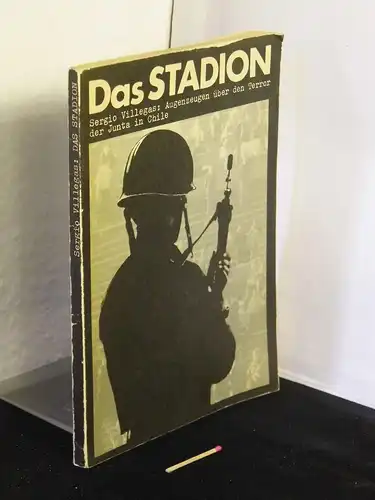 Das STADION
Sergio Villegas: Augenzeugen über den Terror
der Junta in Chile
Sergio Villegas: DAS STADION